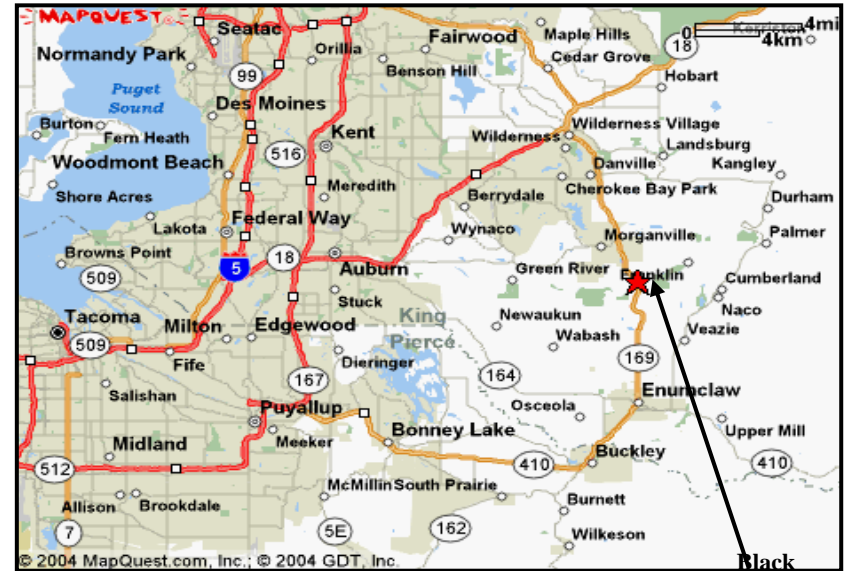 MAPQUEST.
Seatac
Fairwood
Maple Hills
0 4mi
4km
Kerriston
18
Normandy Park
Orillia
Cedar Grove
Benson Hill
Hobart
99
Puget
Sound
Des Moines
Burton
Fern Heath
Kent
Wilderness
Wilderness Village
Landsburg
Woodmont Beach
516
Danville
Kangley
Shore Acres
Meredith
Berrydale
Cherokee Bay Park
Durham
Lakota
Federal Way
Wynaco
Morganville
Palmer
Browns Point
5
18
Auburn
509
Green River
Franklin
Cumberland
Stuck
Naco
Tacoma
Milton
Edgewood
King
Pierce
Newaukun
Wabash
Veazie
509
Fife
Dieringer
169
167
164
Salishan
Enumclaw
Puyallup
Osceola
Midland
Meeker
Bonney Lake
Upper Mill
512
Buckley
410
410
Allison
Brookdale
McMillin
South Prairie
Burnett
7
5E
162
Wilkeson
© 2004 MapQuest.com, Inc.; © 2004 GDT, Inc.
Black